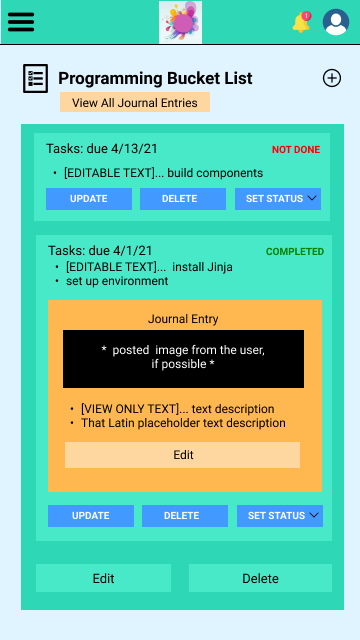 1
Programming Bucket List
View All Journal Entries
Tasks: due 4/13/21
NOT DONE
• [EDITABLE TEXT]... build components
UPDATE
DELETE
SET STATUS
Tasks: due 4/1/21
COMPLETED
• [EDITABLE TEXT]... install Jinja
• set up environment
Journal Entry
* posted image from the user,
if possible *
• [VIEW ONLY TEXT]... text description
• That Latin placeholder text description
Edit
UPDATE
DELETE
SET STATUS
Edit
Delete